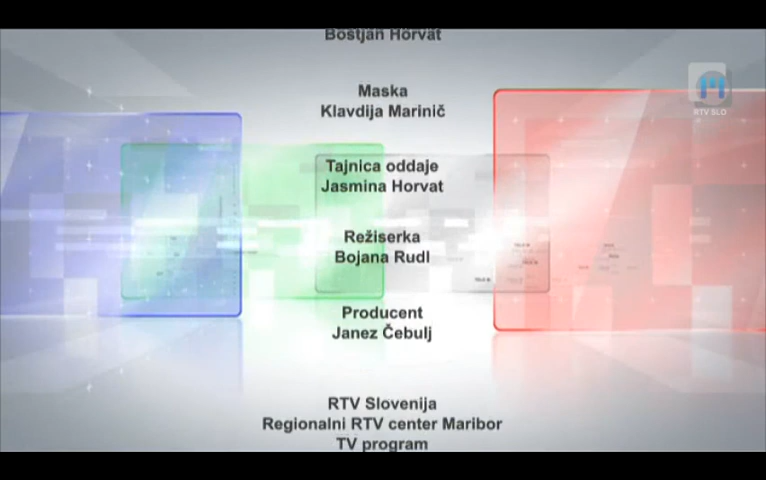 Boštjan Horvat
Maska
Klavdija Marinič
Tajnica oddaje
Jasmina Horvat
Režiserka
Bojana Rudl
Producent
Janez Čebulj
RTV Slovenija
Regionalni RTV center Maribor
TV program
RTV SLO